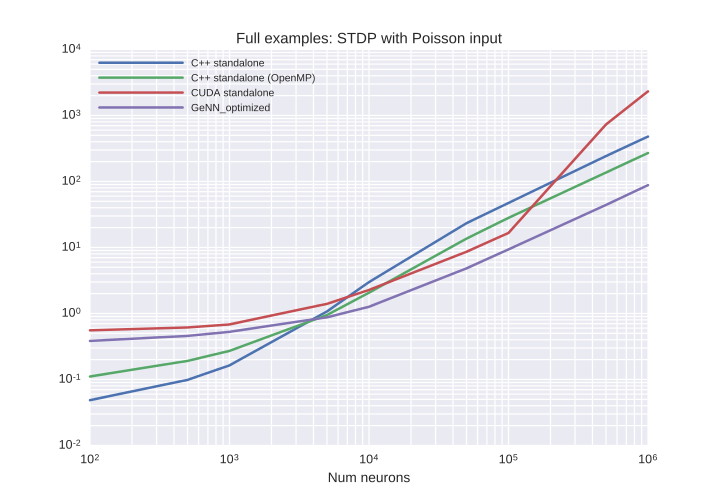 Full examples: STDP with Poisson input
10⁴
10³
10²
10¹
10⁰
10⁻¹
10⁻²
C++ standalone
C++ standalone (OpenMP)
CUDA standalone
GeNN_optimized
10² 10³ 10⁴ 10⁵ 10⁶
Num neurons